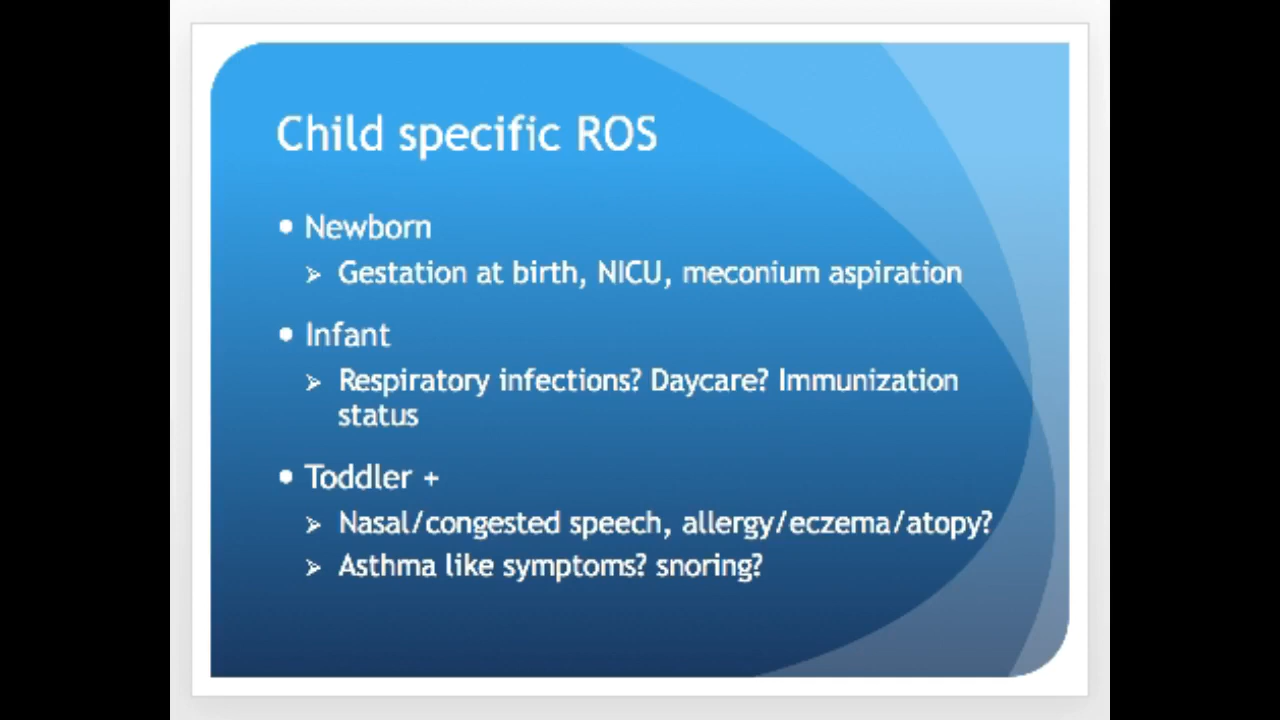 Child specific ROS
• Newborn
➢ Gestation at birth, NICU, meconium aspiration
• Infant
➢ Respiratory infections? Daycare? Immunization
status
• Toddler +
➢ Nasal/congested speech, allergy/eczema/atopy?
➢ Asthma like symptoms? snoring?